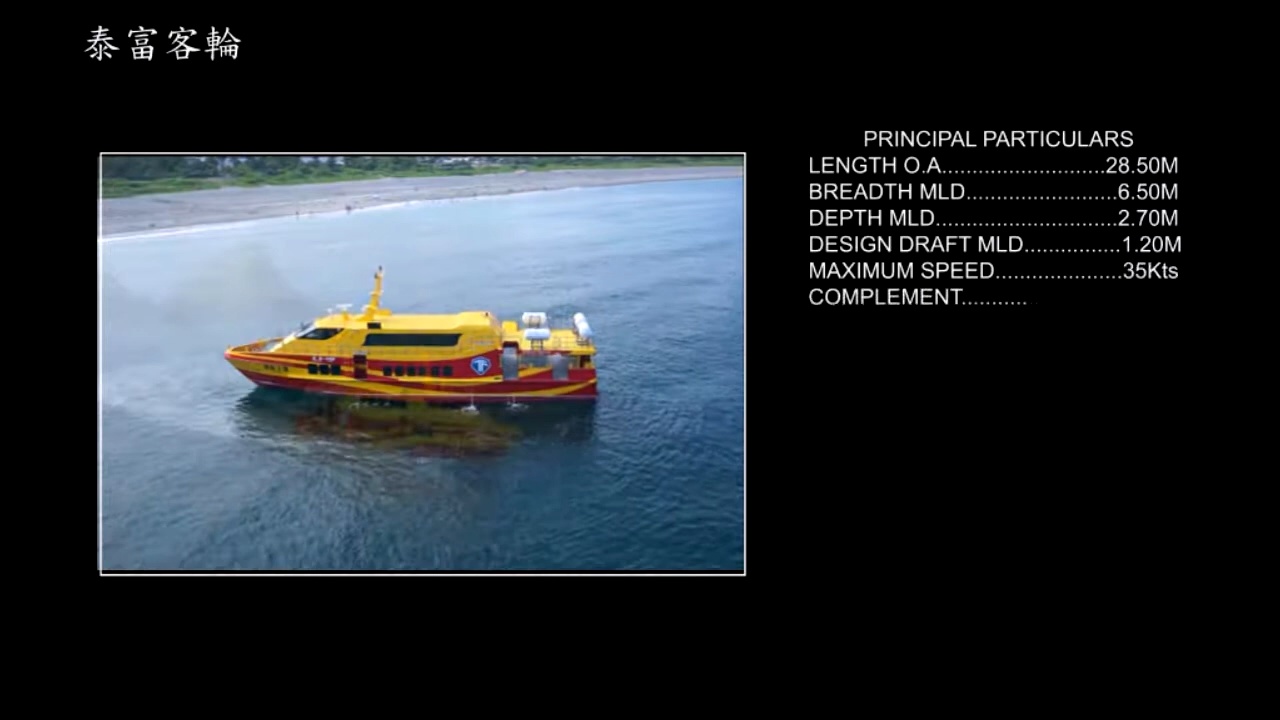 泰富客輪
PRINCIPAL PARTICULARS
LENGTH O.A...........................28.50M
BREADTH MLD.........................6.50M
DEPTH MLD..............................2.70M
DESIGN DRAFT MLD................1.20M
MAXIMUM SPEED.....................35Kts
COMPLEMENT...........